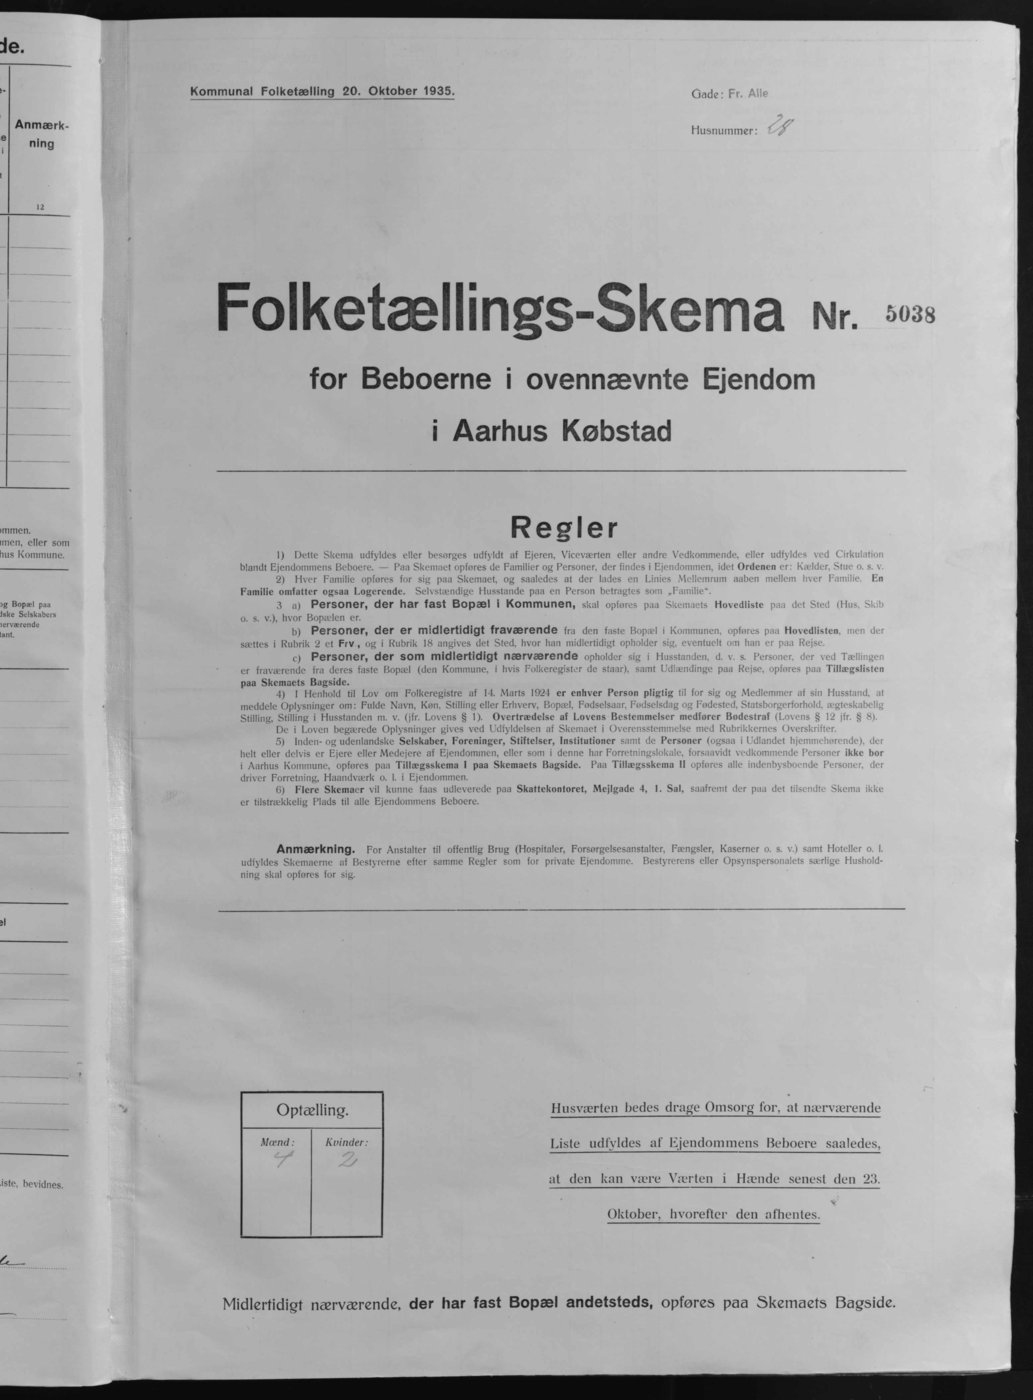 de.
Anmærk-
ning
12
ommen.
men, eller som
hus Kommune.
og Bopæl paa
dske Selskabers
nerværende
tant.
el
iste, bevidnes.
Kommunal Folketælling 20. Oktober 1935.
Gade: Fr. Alle
Husnummer: 28
Folketællings-Skema Nr. 5038
for Beboerne i ovennævnte Ejendom
i Aarhus Købstad
Regler
1) Dette Skema udfyldes eller besørges udfyldt af Ejeren, Viceværten eller andre Vedkommende, eller udfyldes ved Cirkulation
blandt Ejendommens Beboere. — Paa Skemaet opføres de Familier og Personer, der findes i Ejendommen, idet Ordenen er: Kælder, Stue o. s. v.
2) Hver Familie opføres for sig paa Skemaet, og saaledes at der lades en Linies Mellemrum aaben mellem hver Familie. En
Familie omfatter ogsaa Logerende. Selvstændige Husstande paa en Person betragtes som „Familie“.
3 a) Personer, der har fast Bopæl i Kommunen, skal opføres paa Skemaets Hovedliste paa det Sted (Hus, Skib
o. s. v.), hvor Bopælen er.
b) Personer, der er midlertidigt fraværende fra den faste Bopæl i Kommunen, opføres paa Hovedlisten, men der
sættes i Rubrik 2 et Frv., og i Rubrik 18 angives det Sted, hvor han midlertidigt opholder sig, eventuelt om han er paa Rejse.
c) Personer, der som midlertidigt nærværende opholder sig i Husstanden, d. v. s. Personer, der ved Tællingen
er fraværende fra deres faste Bopæl (den Kommune, i hvis Folkeregister de staar), samt Udlændinge paa Rejse, opføres paa Tillægslisten
paa Skemaets Bagside.
4) I Henhold til Lov om Folkeregistre af 14. Marts 1924 er enhver Person pligtig til for sig og Medlemmer af sin Husstand, at
meddele Oplysninger om: Fulde Navn, Køn, Stilling eller Erhverv, Bopæl, Fødselsaar, Fødselsdag og Fødested, Statsborgerforhold, ægteskabelig
Stilling, Stilling i Husstanden m. v. (jfr. Lovens § 1). Overtrædelse af Lovens Bestemmelser medfører Bødestraf (Lovens § 12 jfr. § 8).
De i Loven begærede Oplysninger gives ved Udfyldelsen af Skemaet i Overensstemmelse med Rubrikkernes Overskrifter.
5) Inden- og udenlandske Selskaber, Foreninger, Stiftelser, Institutioner samt de Personer (ogsaa i Udlandet hjemmehørende), der
helt eller delvis er Ejere eller Medejere af Ejendommen, eller som i denne har Forretningslokale, forsaavidt vedkommende Personer ikke bor
i Aarhus Kommune, opføres paa Tillægsskema I paa Skemaets Bagside. Paa Tillægsskema II opføres alle indenbysboende Personer, der
driver Forretning, Haandværk o. l. i Ejendommen.
6) Flere Skemaer vil kunne faas udleverede paa Skattekontoret, Mejlgade 4, 1. Sal, saafremt der paa det tilsendte Skema ikke
er tilstrækkelig Plads til alle Ejendommens Beboere.
Anmærkning. For Anstalter til offentlig Brug (Hospitaler, Forsørgelsesanstalter, Fængsler, Kaserner o. s. v.) samt Hoteller o. l.
udfyldes Skemaerne af Bestyrerne efter samme Regler som for private Ejendomme. Bestyrerens eller Opsynspersonalets særlige Hushold-
ning skal opføres for sig.
Optælling.
Mænd: Kvinder:
4 2
Husværten bedes drage Omsorg for, at nærværende
Liste udfyldes af Ejendommens Beboere saaledes,
at den kan være Værten i Hænde senest den 23.
Oktober, hvorefter den afhentes.
Midlertidigt nærværende, der har fast Bopæl andetsteds, opføres paa Skemaets Bagside.